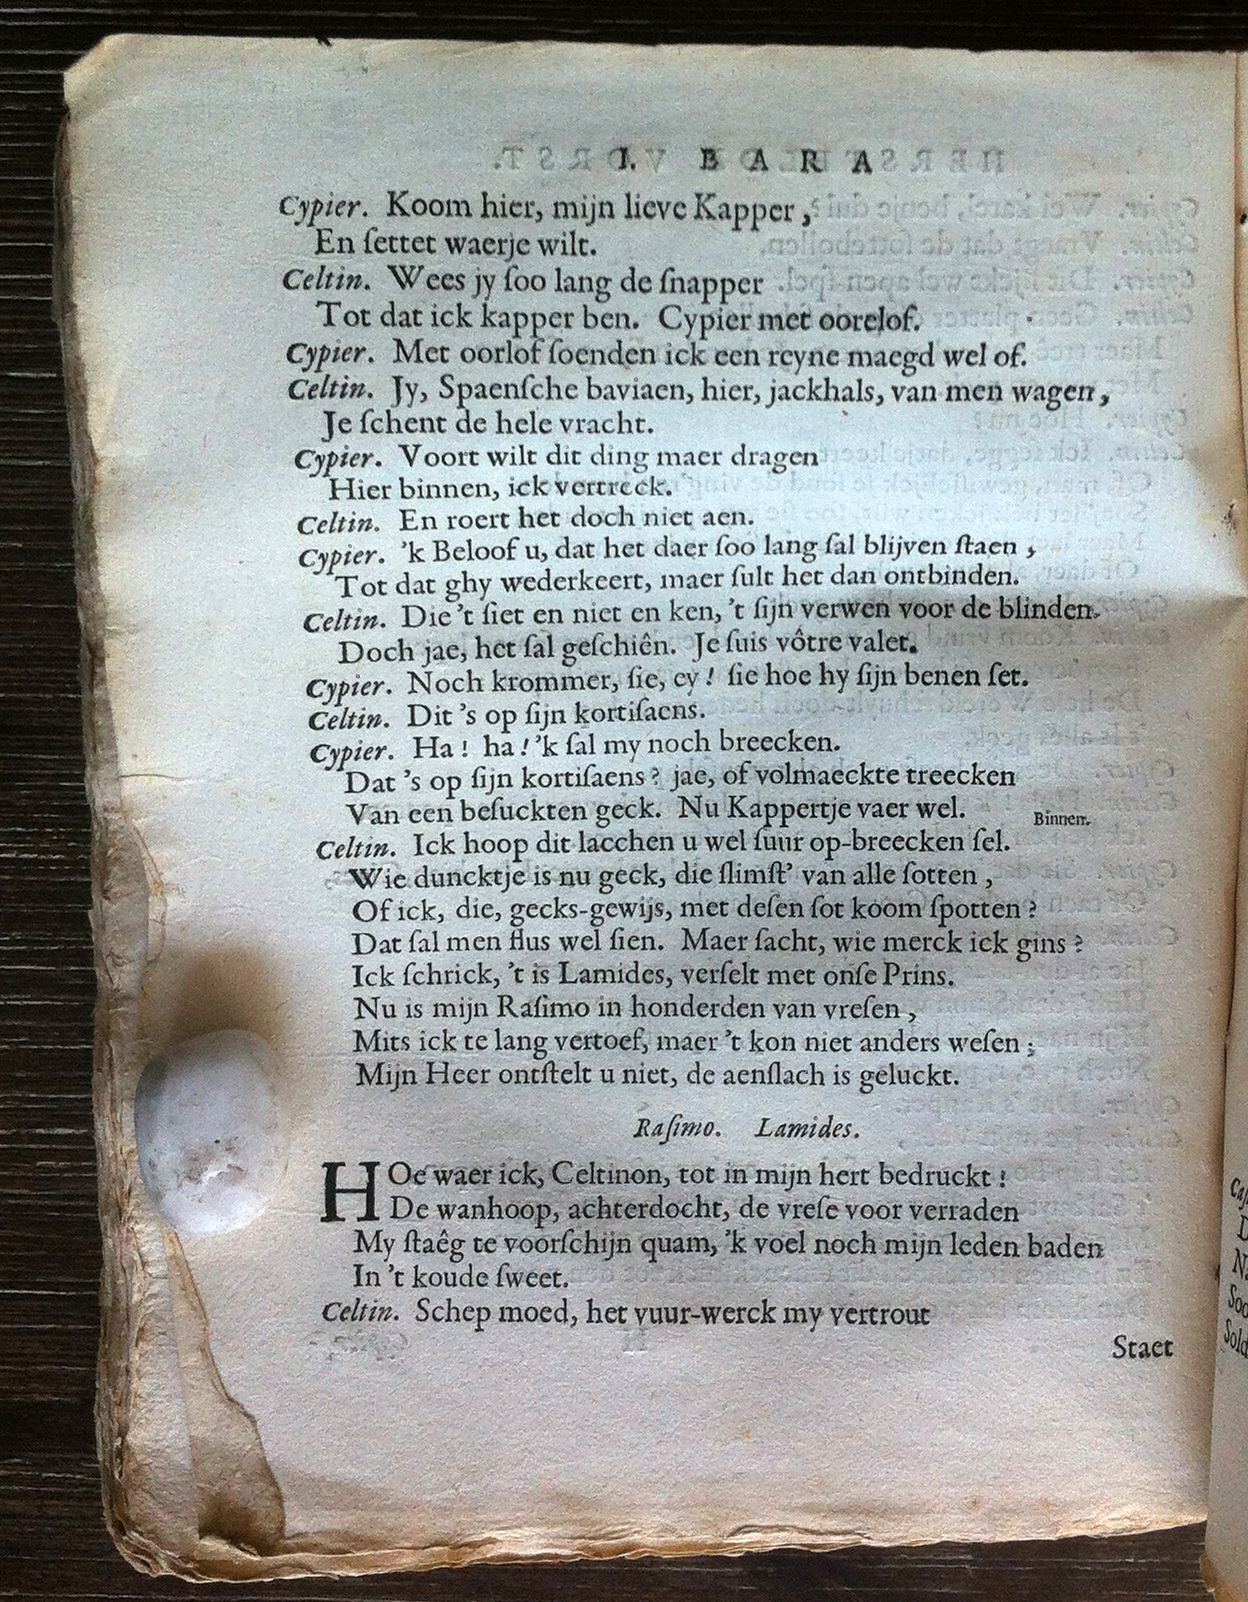 I. BARA
Cypier. Koom hier, mijn lieve Kapper,
En ſettet waerje wilt.
Celtin. Wees jy ſoo lang de ſnapper
Tot dat ick kapper ben. Cypier met oorelof.
Cypier. Met oorlof ſoenden ick een reyne maegd wel of.
Celtin. Jy, Spaenſche baviaen, hier, jackhals, van men wagen,
Je ſchent de hele vracht.
Cypier. Voort wilt dit ding maer dragen
Hier binnen, ick vertreck.
Celtin. En roert het doch niet aen.
Cypier. 'k Beloof u, dat het daer ſoo lang ſal blijven ſtaen,
Tot dat ghy wederkeert, maer ſult het dan ontbinden.
Celtin. Die 't ſiet en niet en ken, 't ſijn verwen voor de blinden.
Doch jae, het ſal geſchiên. Je ſuis vôtre valet.
Cypier. Noch krommer, ſie, ey! ſie hoe hy ſijn benen ſet.
Celtin. Dit 's op ſijn kortiſaens.
Cypier. Ha! ha! 'k ſal my noch breecken.
Dat 's op ſijn kortiſaens? jae, of volmaeckte treecken
Van een beſuckten geck. Nu Kappertje vaer wel. Binnen.
Celtin. Ick hoop dit lacchen u wel ſuur op-breecken ſel.
Wie duncktje is nu geck, die ſlimſt' van alle ſotten,
Of ick, die, gecks-gewijs, met deſen ſot koom ſpotten?
Dat ſal men flus wel ſien. Maer ſacht, wie merck ick gins?
Ick ſchrick, 't is Lamides, verſelt met onſe Prins.
Nu is mijn Raſimo in honderden van vreſen,
Mits ick te lang vertoef, maer 't kon niet anders weſen;
Mijn Heer ontſtelt u niet, de aenſlach is geluckt.
Raſimo. Lamides.
HOe waer ick, Celtinon, tot in mijn hert bedruckt!
De wanhoop, achterdocht, de vreſe voor verraden
My ſtaêg te voorſchijn quam, 'k voel noch mijn leden baden
In 't koude ſweet.
Celtin. Schep moed, het vuur-werck my vertrout
Staet